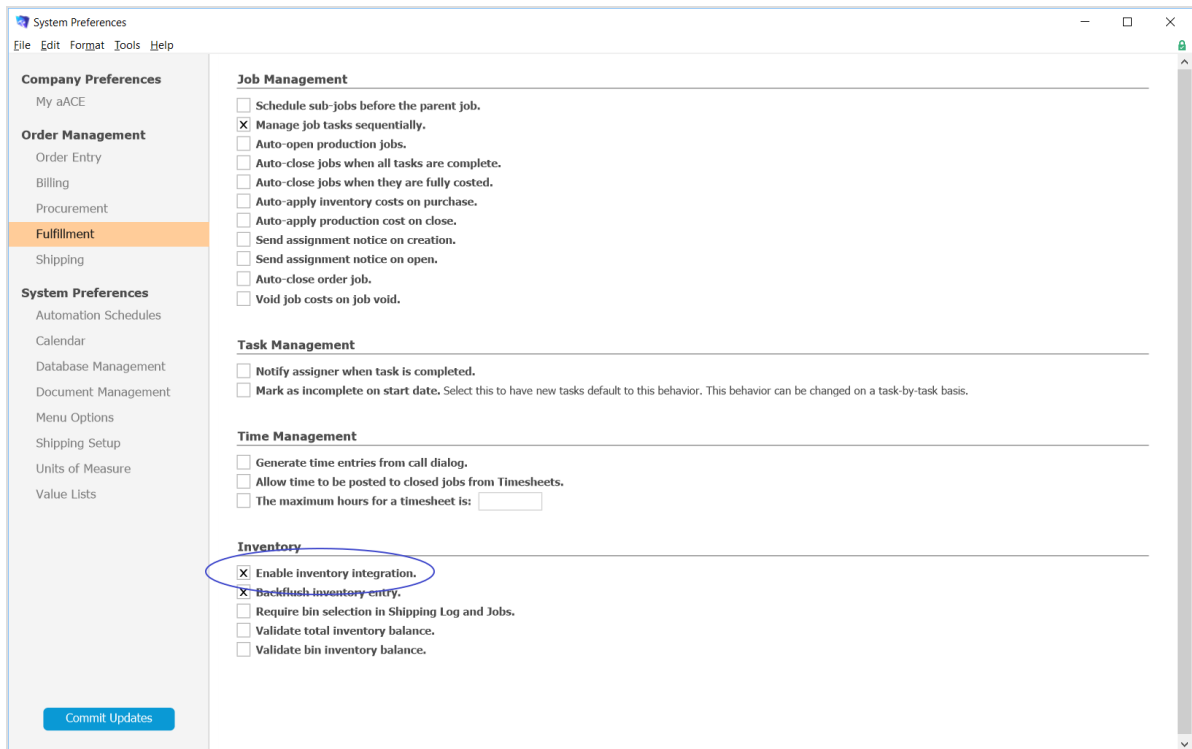 System Preferences
File Edit Format Tools Help
Company Preferences
My aACE
Order Management
Order Entry
Billing
Procurement
Fulfillment
Shipping
System Preferences
Automation Schedules
Calendar
Database Management
Document Management
Menu Options
Shipping Setup
Units of Measure
Value Lists
Commit Updates
Job Management
Schedule sub-jobs before the parent job.
Manage job tasks sequentially.
Auto-open production jobs.
Auto-close jobs when all tasks are complete.
Auto-close jobs when they are fully costed.
Auto-apply inventory costs on purchase.
Auto-apply production cost on close.
Send assignment notice on creation.
Send assignment notice on open.
Auto-close order job.
Void job costs on job void.
Task Management
Notify assigner when task is completed.
Mark as incomplete on start date. Select this to have new tasks default to this behavior. This behavior can be changed on a task-by-task basis.
Time Management
Generate time entries from call dialog.
Allow time to be posted to closed jobs from Timesheets.
The maximum hours for a timesheet is:
Inventory
Enable inventory integration.
Backflush inventory entry.
Require bin selection in Shipping Log and Jobs.
Validate total inventory balance.
Validate bin inventory balance.